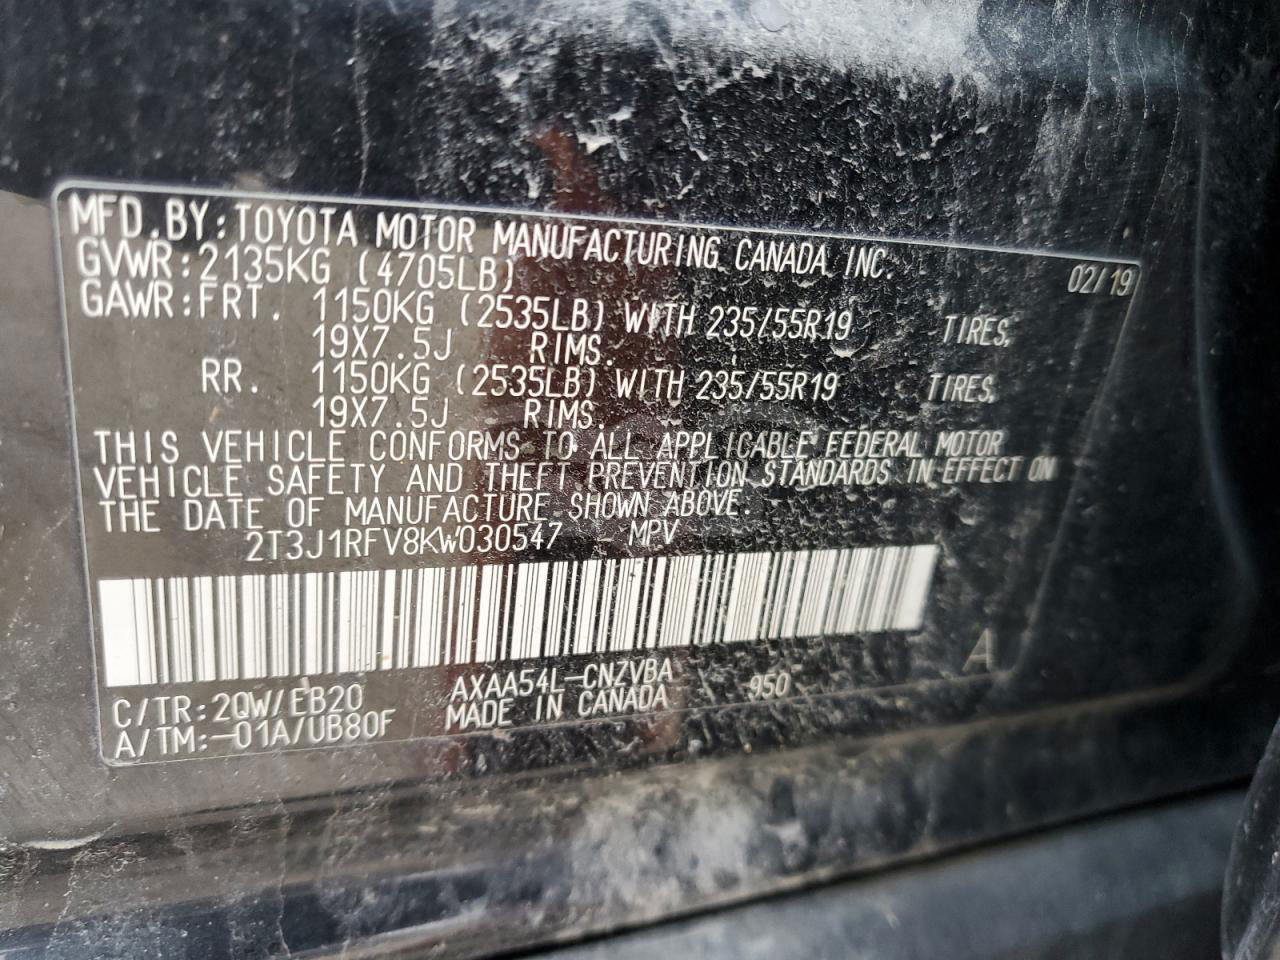 MFD.BY:TOYOTA MOTOR MANUFACTURING CANADA INC.
GVWR:2135KG (4705LB) 02/19
GAWR:FRT. 1150KG (2535LB) WITH 235/55R19 TIRES,
19X7.5J RIMS.
RR. 1150KG (2535LB) WITH 235/55R19 TIRES,
19X7.5J RIMS.
THIS VEHICLE CONFORMS TO ALL APPLICABLE FEDERAL MOTOR
VEHICLE SAFETY AND THEFT PREVENTION STANDARDS IN EFFECT ON
THE DATE OF MANUFACTURE SHOWN ABOVE.
2T3J1RFV8KW030547 MPV
A
C/TR:2QW/EB20 AXAA54L-CNZVBA 950
A/TM:-01A/UB80F MADE IN CANADA